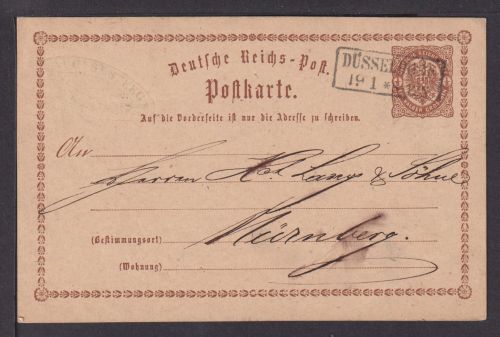 Deutsche Reichs-Post.
DÜSSELDORF
19 1 *
Postkarte.
Auf die Vorderseite ist nur die Adresse zu schreiben.
An
Herren Lang & Söhne
Nürnberg.
(Bestimmungsort)
(Wohnung)